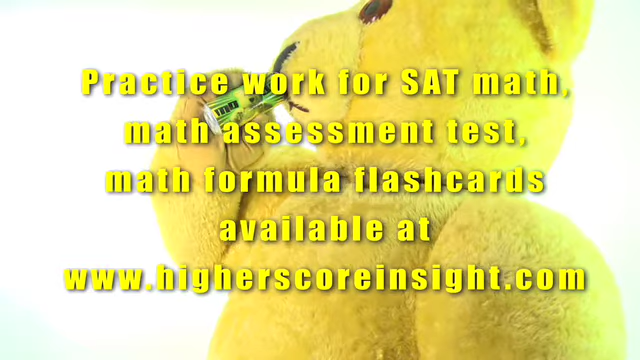 Practice work for SAT math,
math assessment test,
math formula flashcards
available at
www.higherscoreinsight.com